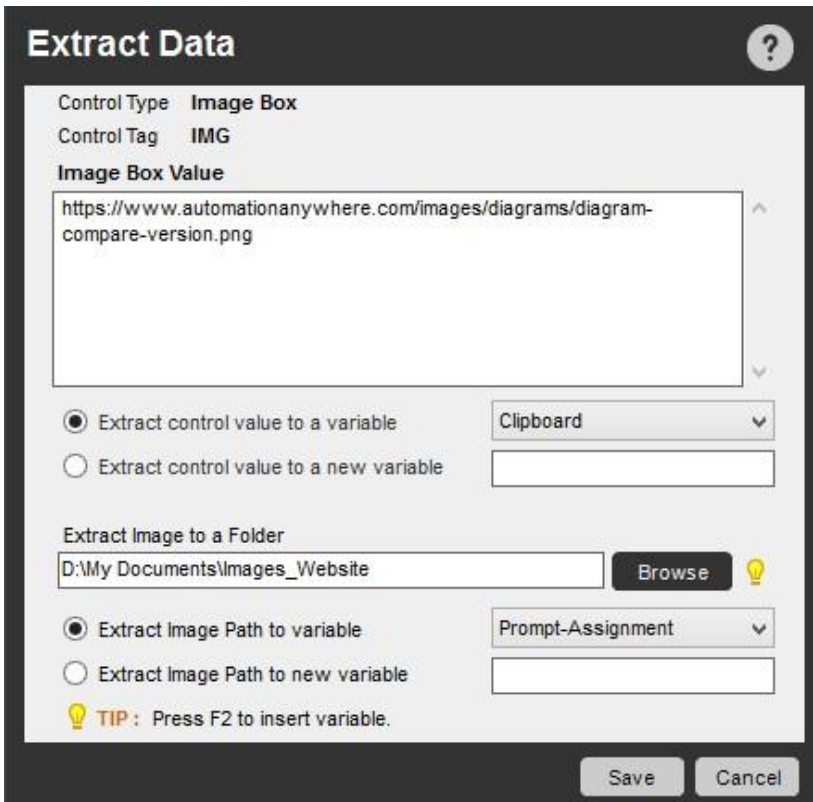 Extract Data
?
Control Type Image Box
Control Tag IMG
Image Box Value
https://www.automationanywhere.com/images/diagrams/diagram-
compare-version.png
Extract control value to a variable Clipboard
Extract control value to a new variable
Extract Image to a Folder
D:\My Documents\Images_Website Browse
Extract Image Path to variable Prompt-Assignment
Extract Image Path to new variable
TIP : Press F2 to insert variable.
Save Cancel